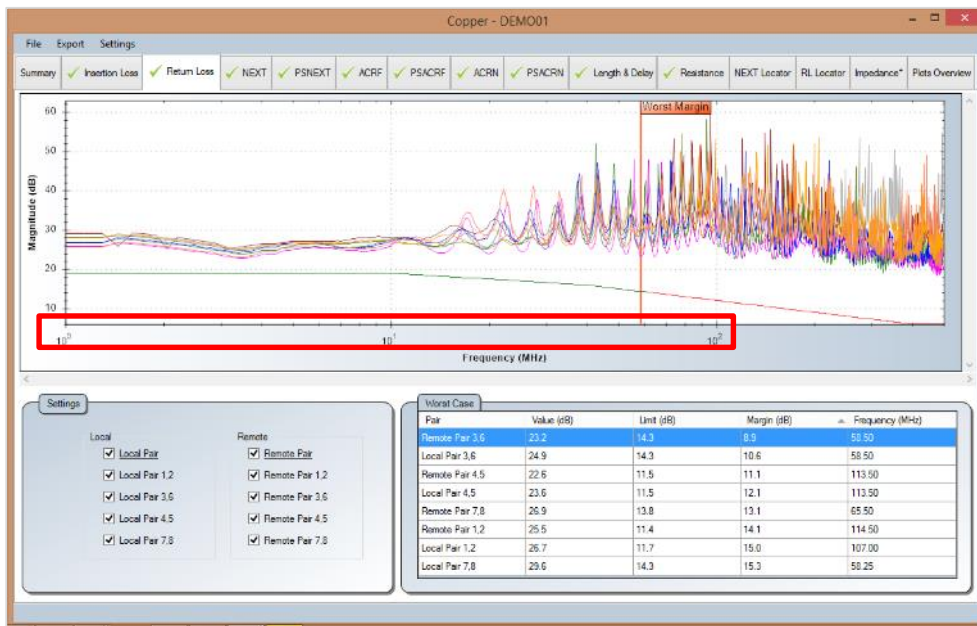 Copper - DEMO01
File Export Settings
Summary Insertion Loss Return Loss NEXT PSNEXT ACRF PSACRF ACRN PSACRN Length & Delay Resistance NEXT Locator RL Locator Impedance* Plots Overview
Worst Margin
60
50
40
30
20
10
Magnitude (dB)
10^0 10^1 10^2
Frequency (MHz)
Settings
Local Remote
Local Pair Remote Pair
Local Pair 1,2 Remote Pair 1,2
Local Pair 3,6 Remote Pair 3,6
Local Pair 4,5 Remote Pair 4,5
Local Pair 7,8 Remote Pair 7,8
Worst Case
Pair Value (dB) Limit (dB) Margin (dB) Frequency (MHz)
Remote Pair 3,6 23.2 14.3 8.9 58.50
Local Pair 3,6 24.9 14.3 10.6 58.50
Remote Pair 4,5 22.6 11.5 11.1 113.50
Local Pair 4,5 23.6 11.5 12.1 113.50
Remote Pair 7,8 26.9 13.8 13.1 65.50
Remote Pair 1,2 25.5 11.4 14.1 114.50
Local Pair 1,2 26.7 11.7 15.0 107.00
Local Pair 7,8 29.6 14.3 15.3 58.25